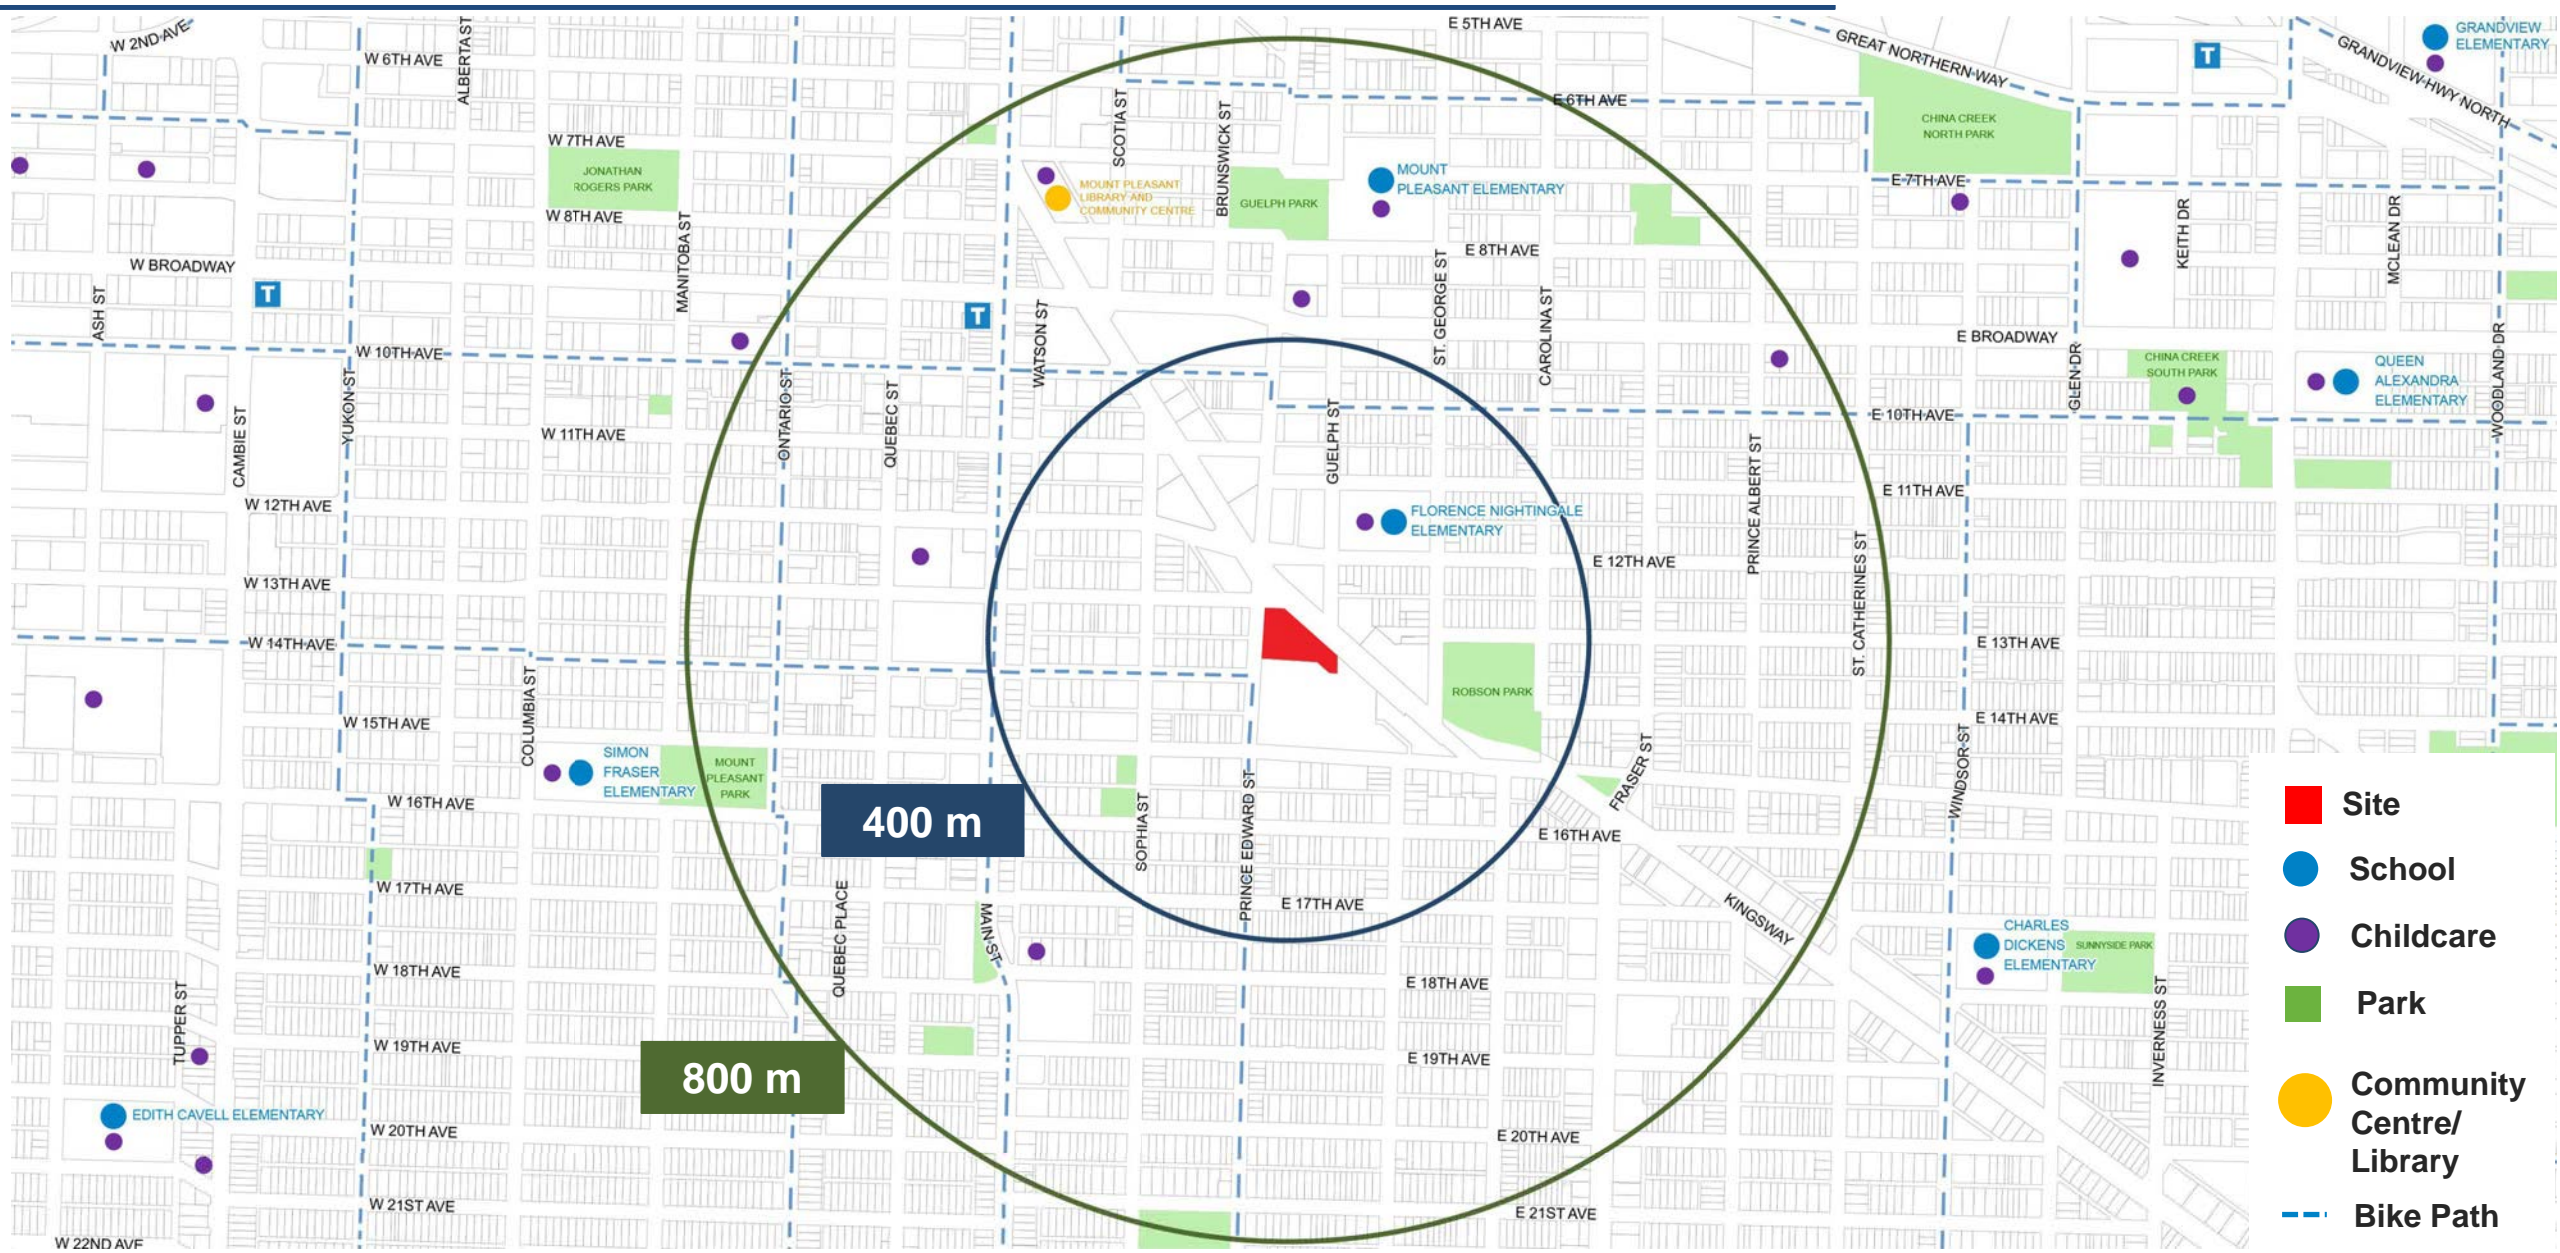 E 5TH AVE
W 2ND AVE
ALBERTA ST
W 6TH AVE
GREAT NORTHERN WAY
T
GRANDVIEW HWY NORTH
GRANDVIEW
ELEMENTARY
E 6TH AVE
SCOTIA ST
BRUNSWICK ST
CHINA CREEK
NORTH PARK
W 7TH AVE
JONATHAN
ROGERS PARK
W 8TH AVE
MOUNT PLEASANT
LIBRARY AND
COMMUNITY CENTRE
GUELPH PARK
MOUNT
PLEASANT ELEMENTARY
E 7TH AVE
KEITH DR
MCLEAN DR
MANITOBA ST
E 8TH AVE
W BROADWAY
T
T
ASH ST
WATSON ST
ST. GEORGE ST
CAROLINA ST
E BROADWAY
GLEN DR
CHINA CREEK
SOUTH PARK
QUEEN
ALEXANDRA
ELEMENTARY
WOODLAND DR
W 10TH AVE
YUKON ST
CAMBIE ST
ONTARIO ST
QUEBEC ST
GUELPH ST
E 10TH AVE
W 11TH AVE
PRINCE ALBERT ST
E 11TH AVE
W 12TH AVE
FLORENCE NIGHTINGALE
ELEMENTARY
E 12TH AVE
ST. CATHERINES ST
W 13TH AVE
W 14TH AVE
E 13TH AVE
COLUMBIA ST
ROBSON PARK
W 15TH AVE
E 14TH AVE
SIMON
FRASER
ELEMENTARY
MOUNT
PLEASANT
PARK
FRASER ST
WINDSOR ST
W 16TH AVE
400 m
SOPHIA ST
PRINCE EDWARD ST
E 16TH AVE
W 17TH AVE
QUEBEC PLACE
MAIN ST
E 17TH AVE
KINGSWAY
CHARLES
DICKENS
ELEMENTARY
SUNNYSIDE PARK
W 18TH AVE
E 18TH AVE
TUPPER ST
INVERNESS ST
W 19TH AVE
E 19TH AVE
800 m
EDITH CAVELL ELEMENTARY
W 20TH AVE
E 20TH AVE
W 21ST AVE
E 21ST AVE
W 22ND AVE
Site
School
Childcare
Park
Community
Centre/
Library
Bike Path